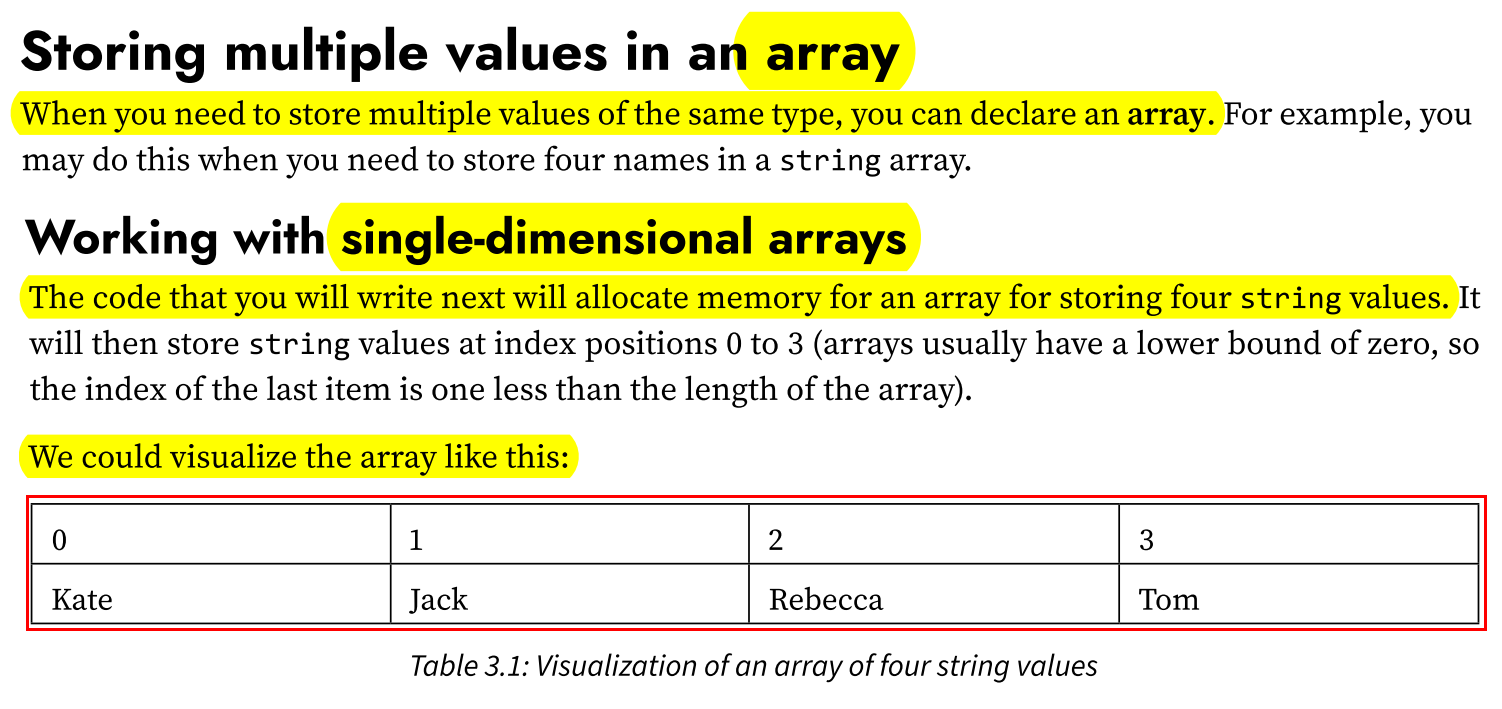 Storing multiple values in an array
When you need to store multiple values of the same type, you can declare an array. For example, you
may do this when you need to store four names in a string array.
Working with single-dimensional arrays
The code that you will write next will allocate memory for an array for storing four string values. It
will then store string values at index positions 0 to 3 (arrays usually have a lower bound of zero, so
the index of the last item is one less than the length of the array).
We could visualize the array like this:
0 1 2 3
Kate Jack Rebecca Tom
Table 3.1: Visualization of an array of four string values